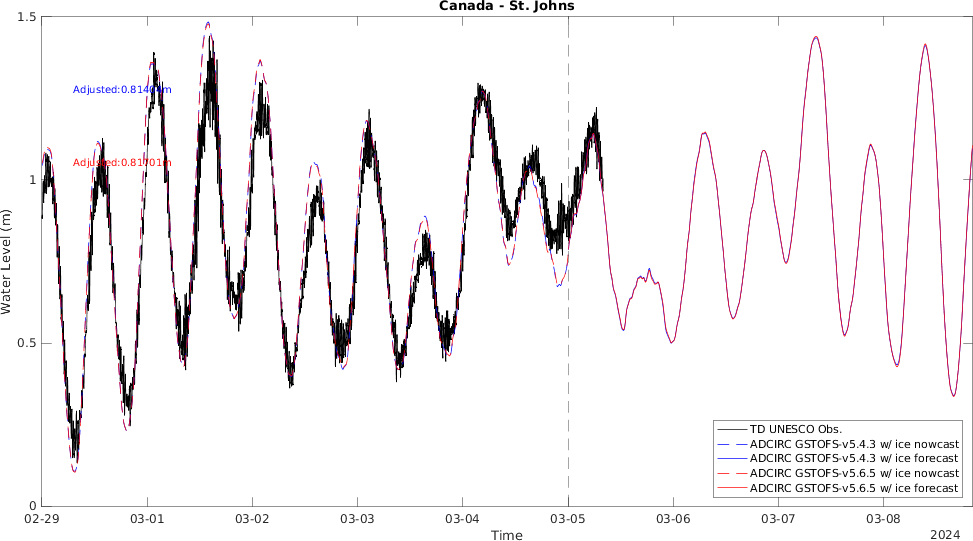 Canada - St. Johns
1.5
Adjusted:0.81
Adjusted:0.81701m
1
Water Level (m)
0.5
0
02-29 03-01 03-02 03-03 03-04 03-05 03-06 03-07 03-08
Time
2024
TD UNESCO Obs.
ADCIRC GSTOFS-v5.4.3 w/ ice nowcast
ADCIRC GSTOFS-v5.4.3 w/ ice forecast
ADCIRC GSTOFS-v5.6.5 w/ ice nowcast
ADCIRC GSTOFS-v5.6.5 w/ ice forecast